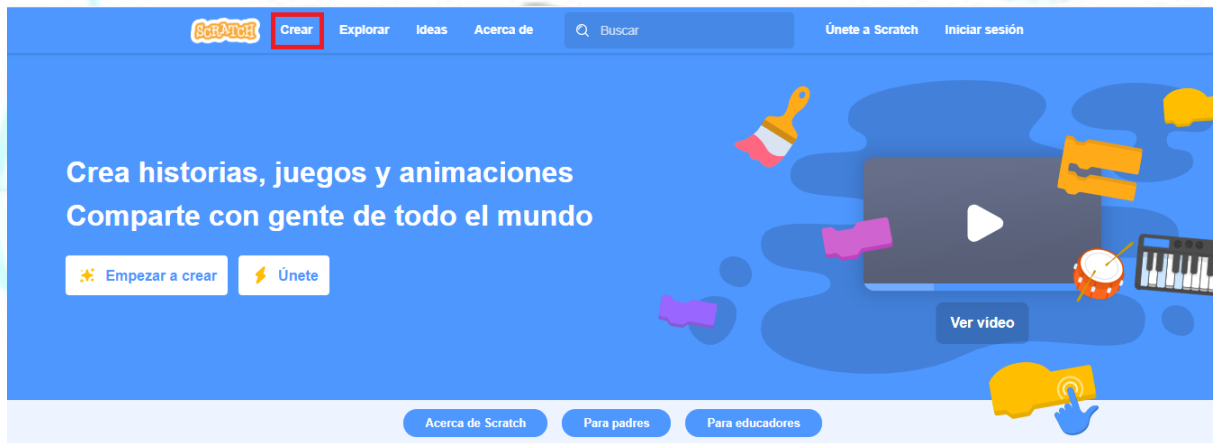 SCRATCH Crear Explorar Ideas Acerca de Buscar Únete a Scratch Iniciar sesión
Crea historias, juegos y animaciones
Comparte con gente de todo el mundo
Empezar a crear Únete
Ver vídeo
Acerca de Scratch Para padres Para educadores